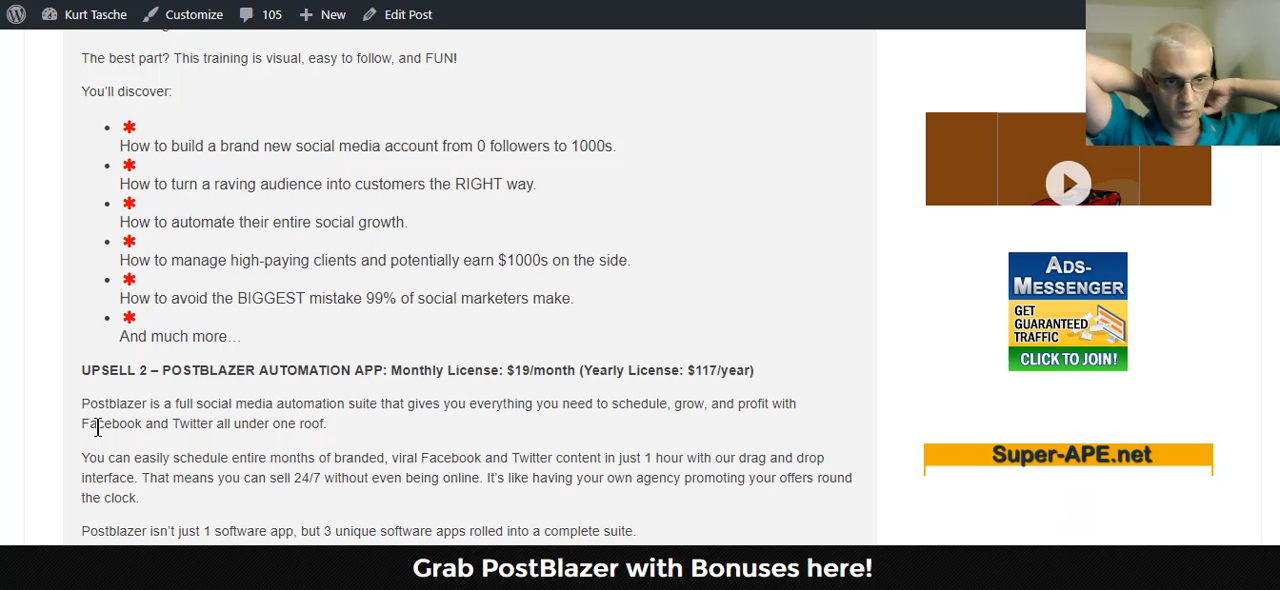 Kurt Tasche Customize 105 New Edit Post
The best part? This training is visual, easy to follow, and FUN!
You'll discover:
How to build a brand new social media account from 0 followers to 1000s.
How to turn a raving audience into customers the RIGHT way.
How to automate their entire social growth.
How to manage high-paying clients and potentially earn $1000s on the side.
How to avoid the BIGGEST mistake 99% of social marketers make.
And much more…
UPSELL 2 – POSTBLAZER AUTOMATION APP: Monthly License: $19/month (Yearly License: $117/year)
Postblazer is a full social media automation suite that gives you everything you need to schedule, grow, and profit with
Facebook and Twitter all under one roof.
You can easily schedule entire months of branded Facebook and Twitter content in just 1 hour with our drag and drop
interface. That means you can sell 24/7 without even being online. It's like having your own agency promoting your offers round
the clock.
Postblazer isn't just 1 software app, but 3 unique software apps rolled into a complete suite.
ADS-
MESSENGER
GET
GUARANTEED
TRAFFIC
CLICK TO JOIN!
Super-APE.net
Grab PostBlazer with Bonuses here!